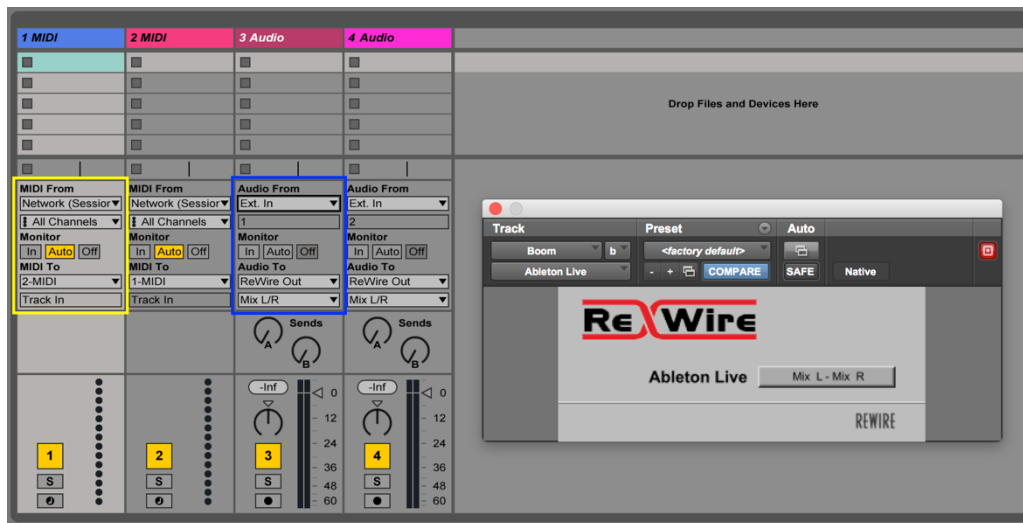 1 MIDI
2 MIDI
3 Audio
4 Audio
Drop Files and Devices Here
MIDI From
Network (Session
All Channels
Monitor
In Auto Off
MIDI To
2-MIDI
Track In
MIDI From
Network (Session
All Channels
Monitor
In Auto Off
MIDI To
1-MIDI
Track In
Audio From
Ext. In
1
Monitor
In Auto Off
Audio To
ReWire Out
Mix L/R
Audio From
Ext. In
2
Monitor
In Auto Off
Audio To
ReWire Out
Mix L/R
Sends
A
B
Sends
A
B
1
S
2
S
-Inf
0
12
24
36
48
60
3
S
-Inf
0
12
24
36
48
60
4
S
Track
Preset
Auto
Boom
b
<factory default>
Ableton Live
- +
COMPARE
SAFE
Native
ReWire
Ableton Live
Mix L - Mix R
REWIRE